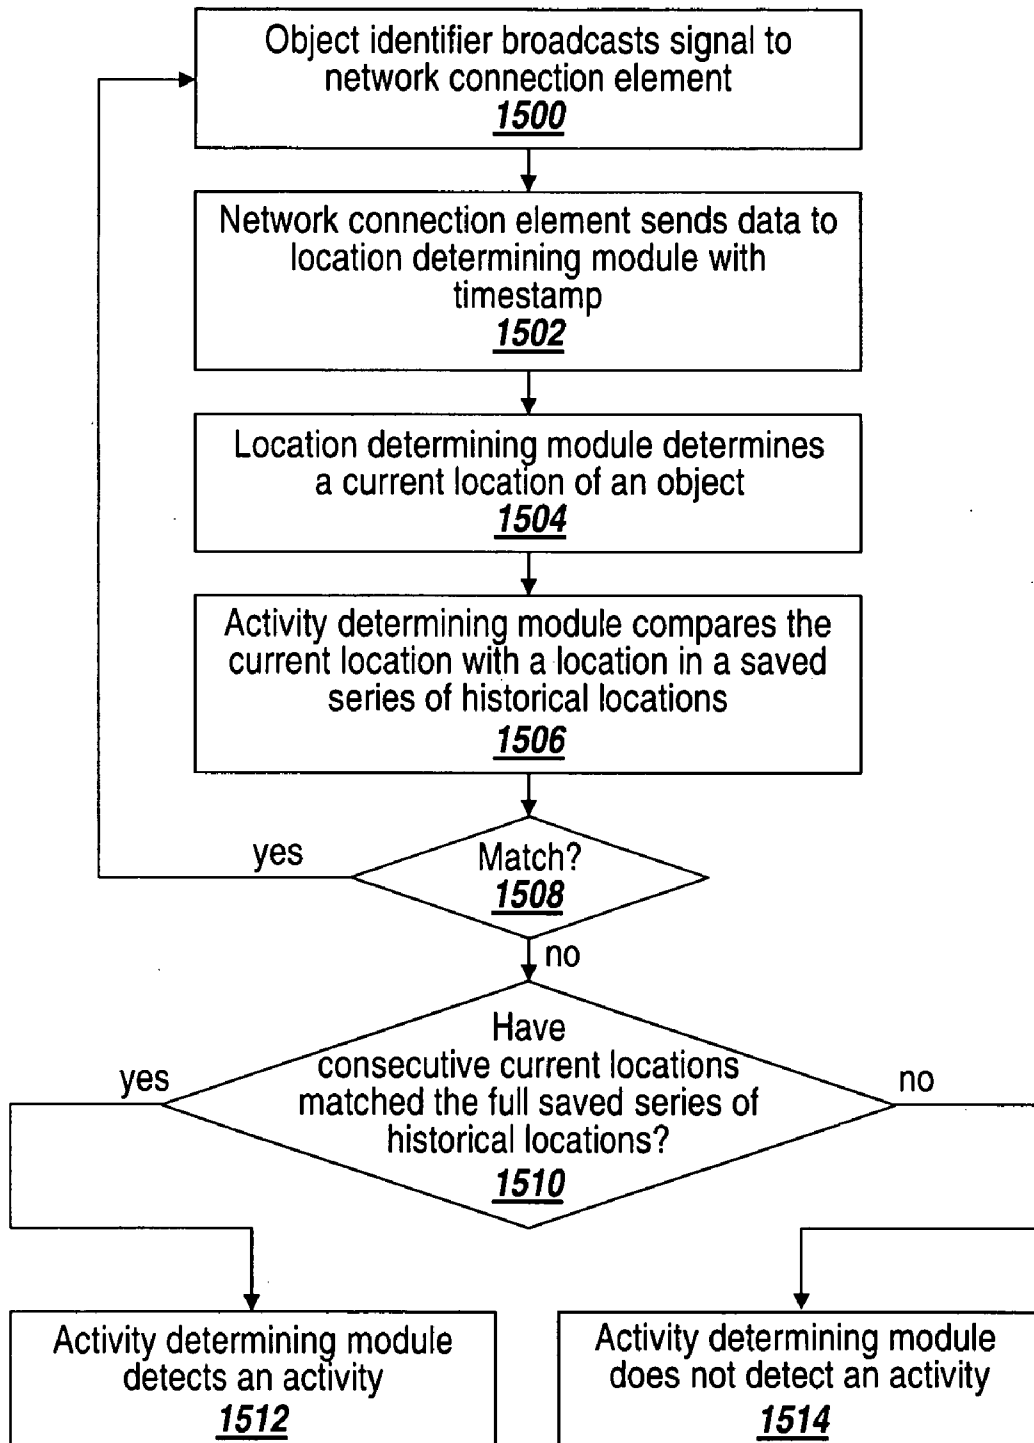 Object identifier broadcasts signal to
network connection element
1500
Network connection element sends data to
location determining module with
timestamp
1502
Location determining module determines
a current location of an object
1504
Activity determining module compares the
current location with a location in a saved
series of historical locations
1506
yes
Match?
1508
no
Have
consecutive current locations
matched the full saved series of
historical locations?
1510
yes
no
Activity determining module
detects an activity
1512
Activity determining module
does not detect an activity
1514